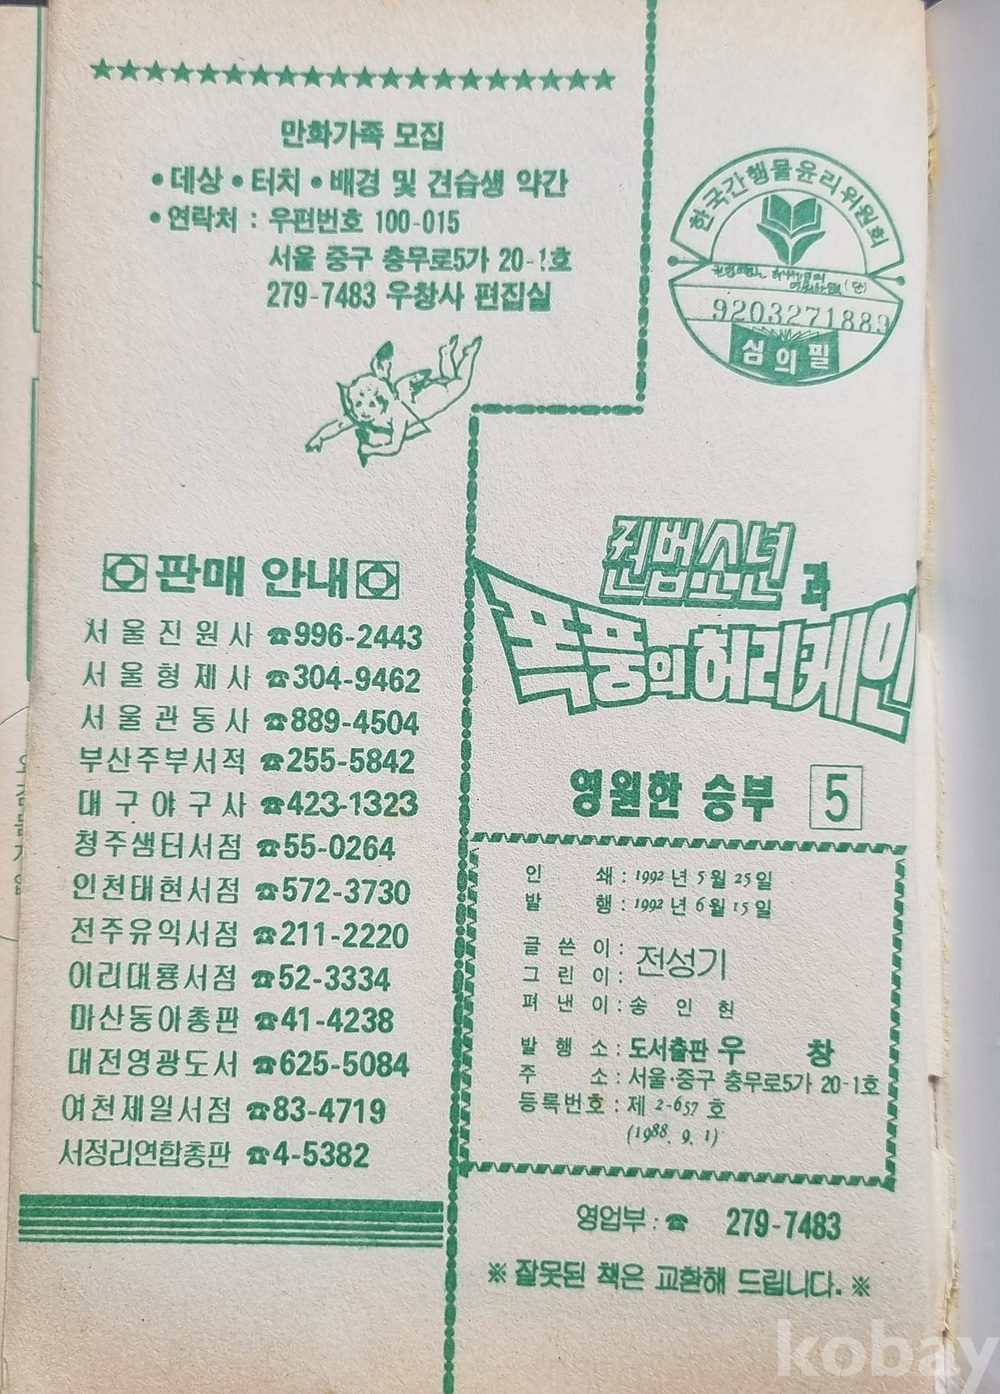 만화가족 모집
• 데상 • 터치 • 배경 및 견습생 약간
• 연락처 : 우편번호 100-015
서울 중구 충무로5가 20-1호
279-7483 우창사 편집실
한국간행물윤리위원회
9203271889
심의필
판매 안내
서울진원사 ☎996-2443
서울형제사 ☎304-9462
서울관동사 ☎889-4504
부산주부서적 ☎255-5842
대구야구사 ☎423-1323
청주샘터서점 ☎55-0264
인천태현서점 ☎572-3730
전주유익서점 ☎211-2220
이리대룡서점 ☎52-3334
마산동아총판 ☎41-4238
대전영광도서 ☎625-5084
여천제일서점 ☎83-4719
서정리연합총판 ☎4-5382
진법소년과
폭풍의허리케인
영원한 승부 5
인 쇄 : 1992년 5월 25일
발 행 : 1992년 6월 15일
글 쓴 이 :
그 린 이 : 전성기
펴 낸 이 : 송 인 헌
발 행 소 : 도서출판 우 창
주 소 : 서울·중구 충무로5가 20-1호
등록번호 : 제 2-657 호
(1988. 9. 1)
영업부 : ☎ 279-7483
※ 잘못된 책은 교환해 드립니다. ※
kobay